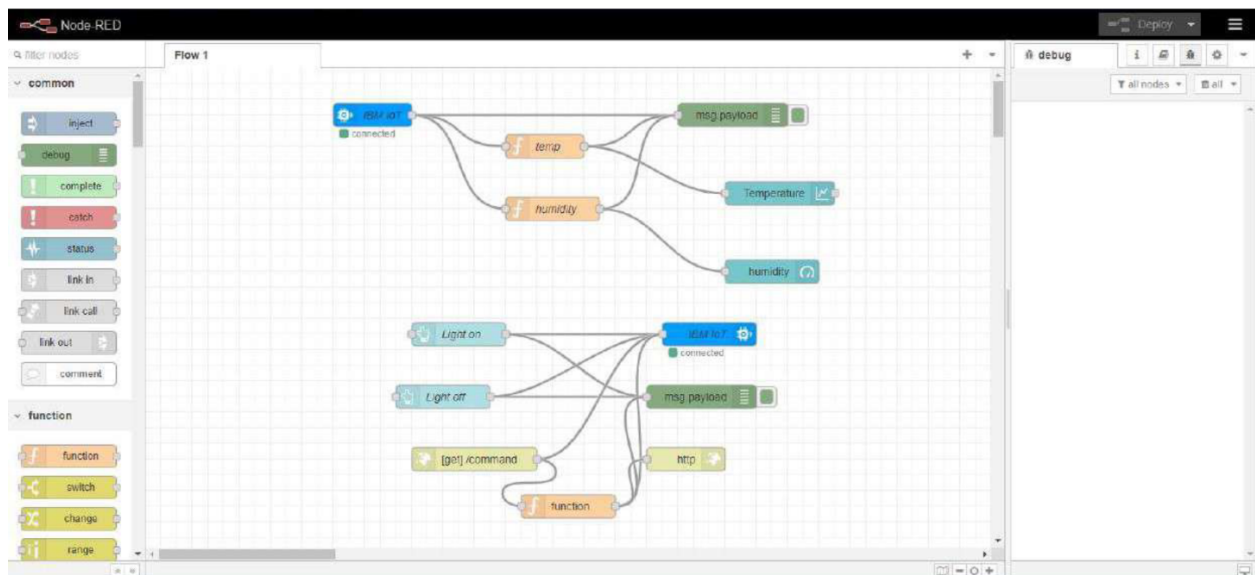 Node-RED
Deploy
filter nodes
Flow 1
debug
i
common
all nodes
all
inject
debug
complete
catch
status
link in
link call
link out
comment
function
function
switch
change
range
IBM IoT
connected
msg.payload
temp
Temperature
humidity
humidity
Light on
IBM IoT
connected
Light off
msg.payload
[get] /command
http
function